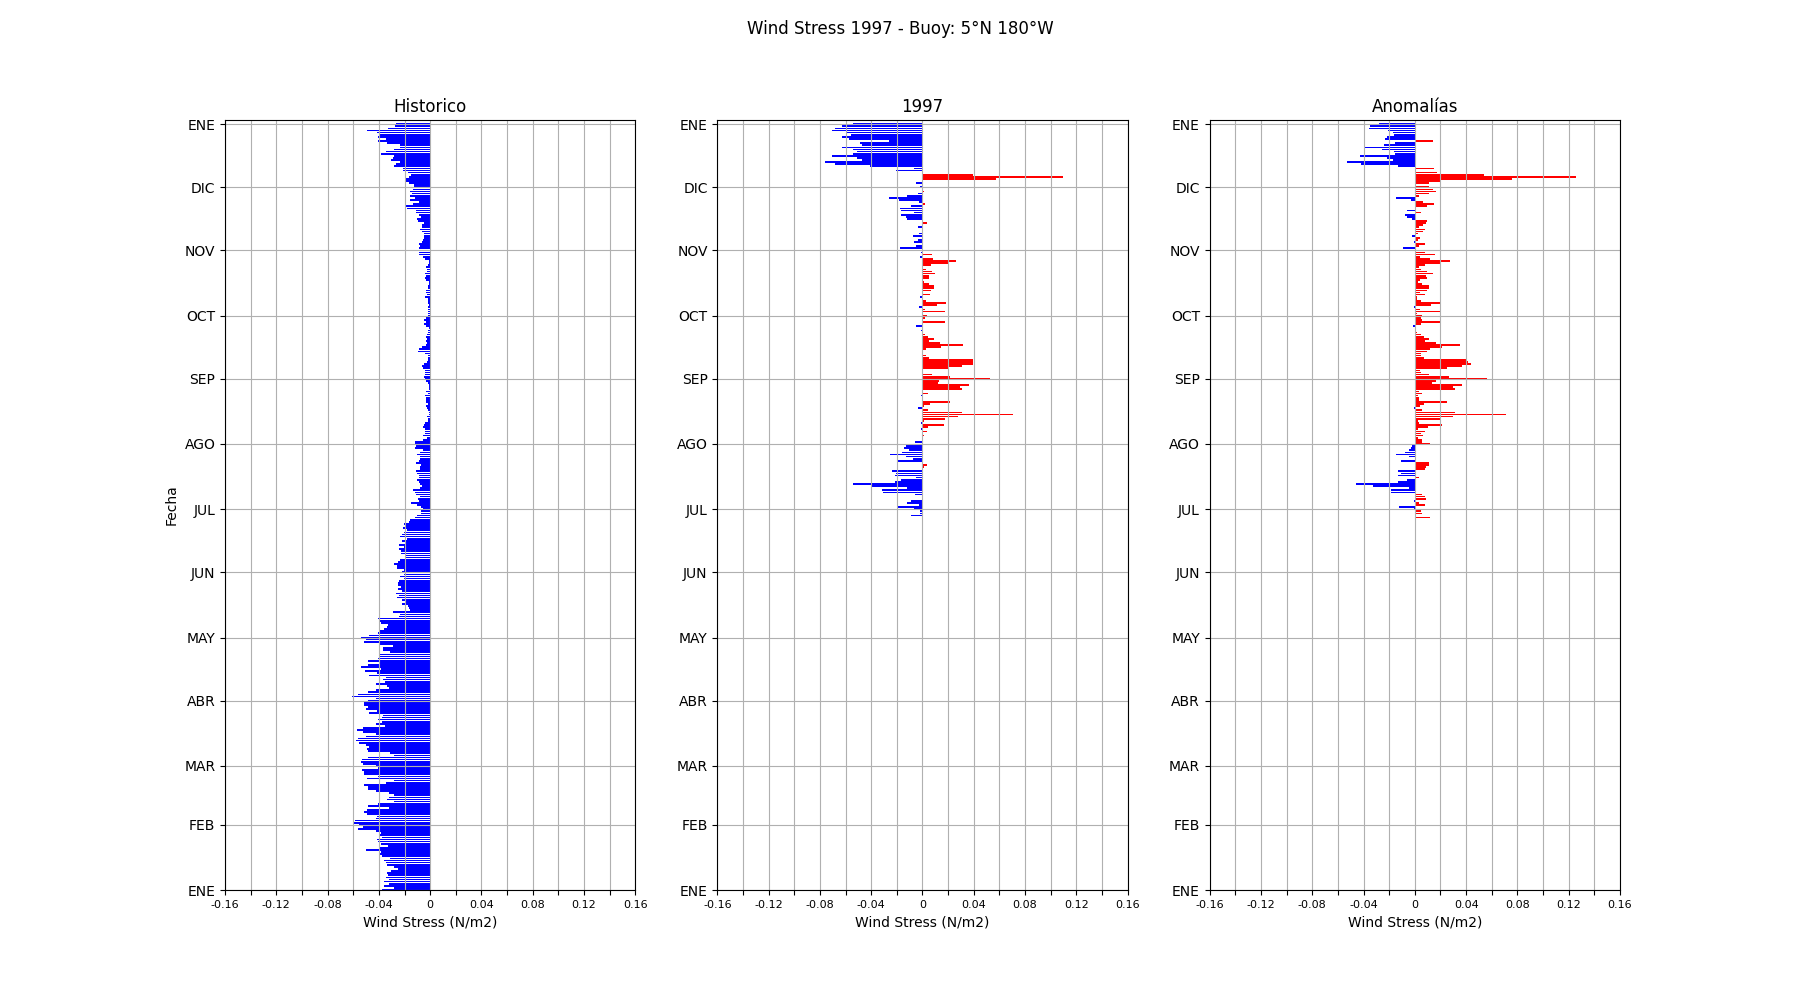 Wind Stress 1997 - Buoy: 5°N 180°W
Historico
ENE
DIC
NOV
OCT
SEP
AGO
JUL
JUN
MAY
ABR
MAR
FEB
ENE
Fecha
-0.16 -0.12 -0.08 -0.04 0 0.04 0.08 0.12 0.16
Wind Stress (N/m2)
1997
ENE
DIC
NOV
OCT
SEP
AGO
JUL
JUN
MAY
ABR
MAR
FEB
ENE
-0.16 -0.12 -0.08 -0.04 0 0.04 0.08 0.12 0.16
Wind Stress (N/m2)
Anomalías
ENE
DIC
NOV
OCT
SEP
AGO
JUL
JUN
MAY
ABR
MAR
FEB
ENE
-0.16 -0.12 -0.08 -0.04 0 0.04 0.08 0.12 0.16
Wind Stress (N/m2)